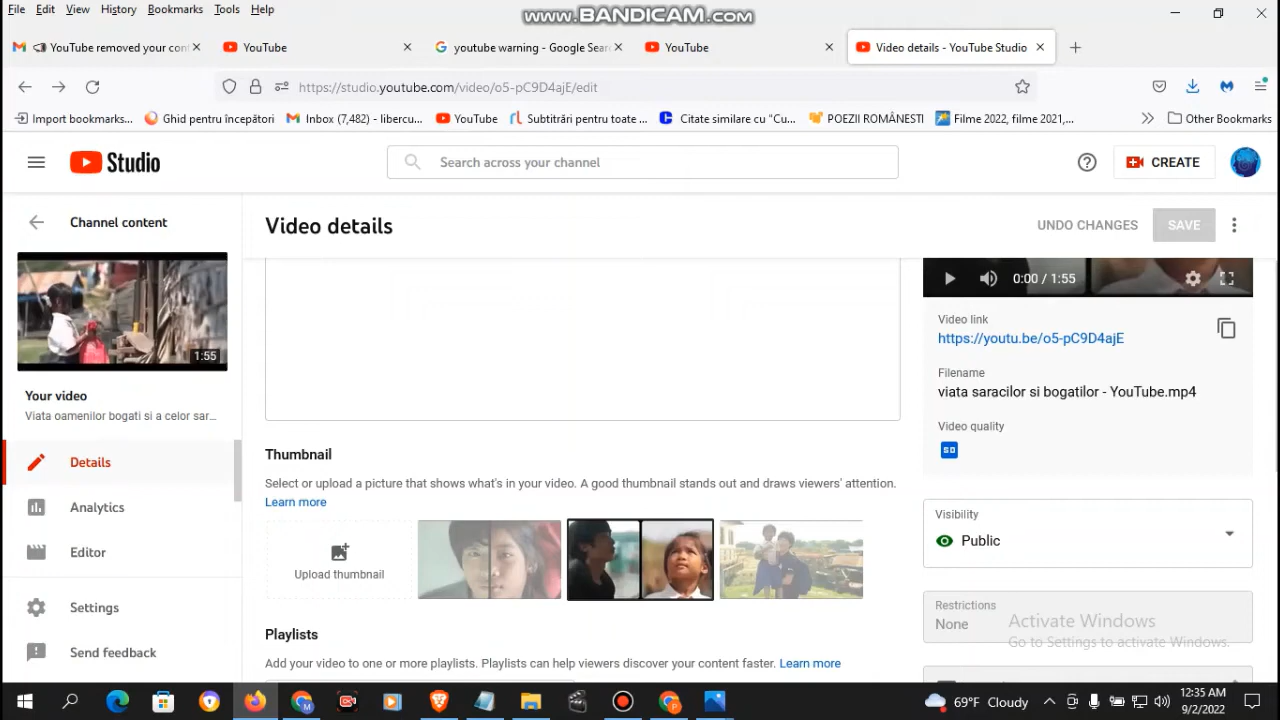 File Edit View History Bookmarks Tools Help
www.BANDICAM.com
YouTube removed your con
YouTube
youtube warning - Google Sear
YouTube
Video details - YouTube Studio
https://studio.youtube.com/video/o5-pC9D4ajE/edit
Import bookmarks...
Ghid pentru începători
Inbox (7,482) - libercu...
YouTube
Subtitrări pentru toate ...
Citate similare cu "Cu...
POEZII ROMÂNESTI
Filme 2022, filme 2021,...
Other Bookmarks
Studio
Search across your channel
CREATE
Channel content
Video details
UNDO CHANGES
SAVE
1:55
0:00 / 1:55
Your video
Viata oamenilor bogati si a celor sar...
Details
Analytics
Editor
Settings
Send feedback
Thumbnail
Select or upload a picture that shows what's in your video. A good thumbnail stands out and draws viewers' attention.
Learn more
Upload thumbnail
Playlists
Add your video to one or more playlists. Playlists can help viewers discover your content faster. Learn more
Video link
https://youtu.be/o5-pC9D4ajE
Filename
viata saracilor si bogatilor - YouTube.mp4
Video quality
SD
Visibility
Public
Restrictions
None
Activate Windows
Go to Settings to activate Windows.
69°F Cloudy
12:35 AM
9/2/2022